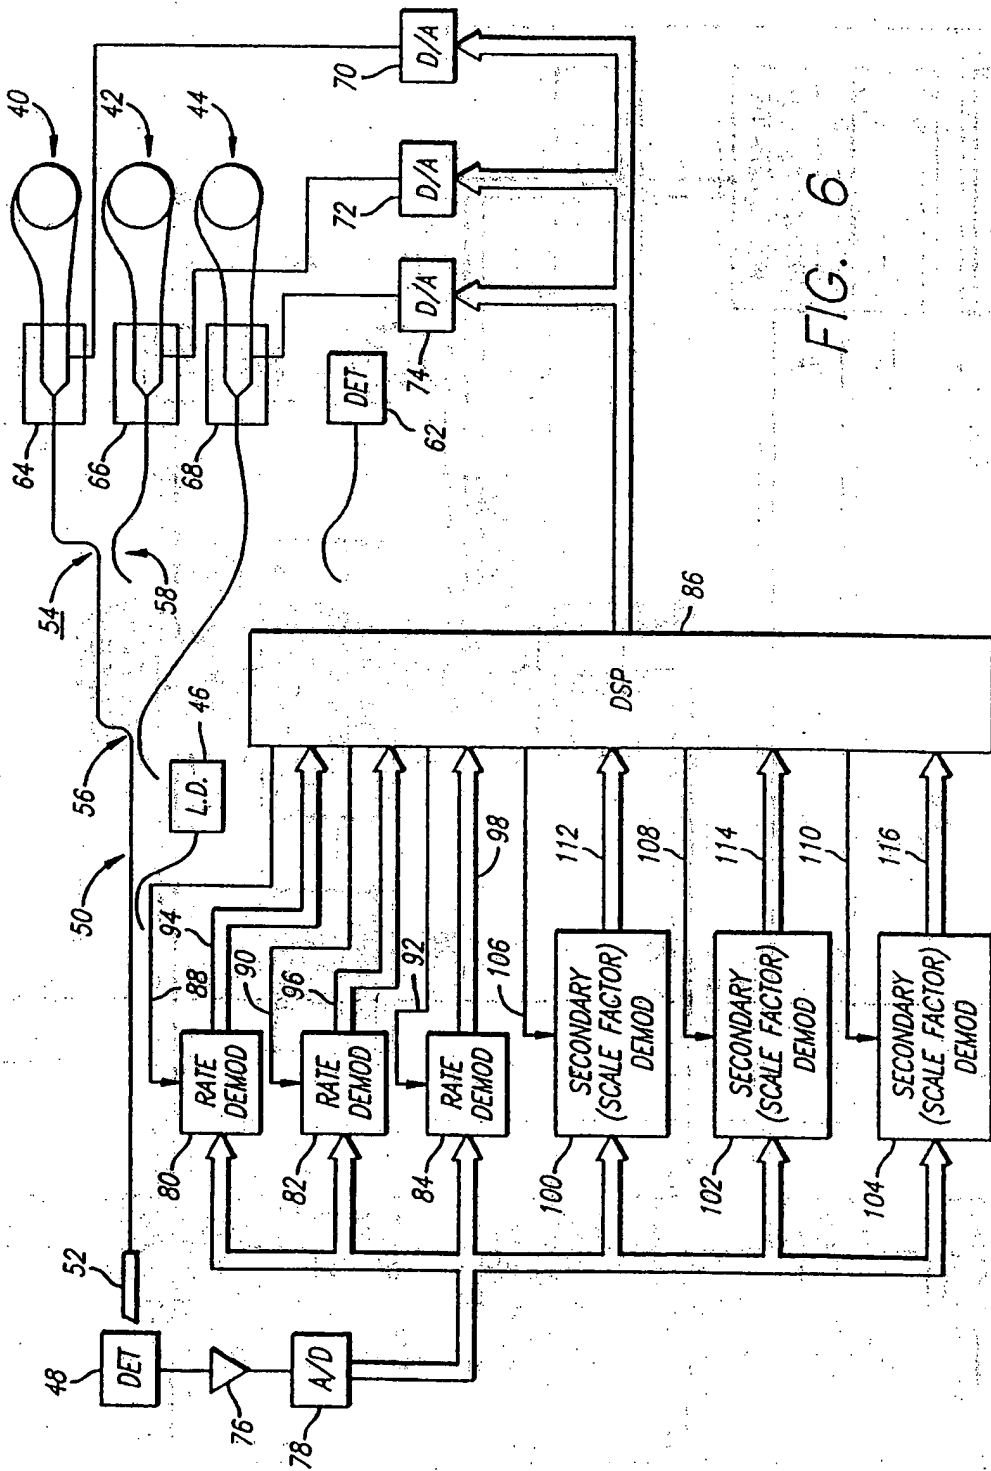 40
42
44
64
66
68
54
58
56
50
52
48
DET
76
A/D
78
L.D.
46
DET
62
D/A
70
D/A
72
D/A
74
94
88
90
96
92
98
80
RATE
DEMOD
82
RATE
DEMOD
84
RATE
DEMOD
106
112
108
114
110
116
100
SECONDARY
(SCALE FACTOR)
DEMOD
102
SECONDARY
(SCALE FACTOR)
DEMOD
104
SECONDARY
(SCALE FACTOR)
DEMOD
DSP
86
FIG. 6